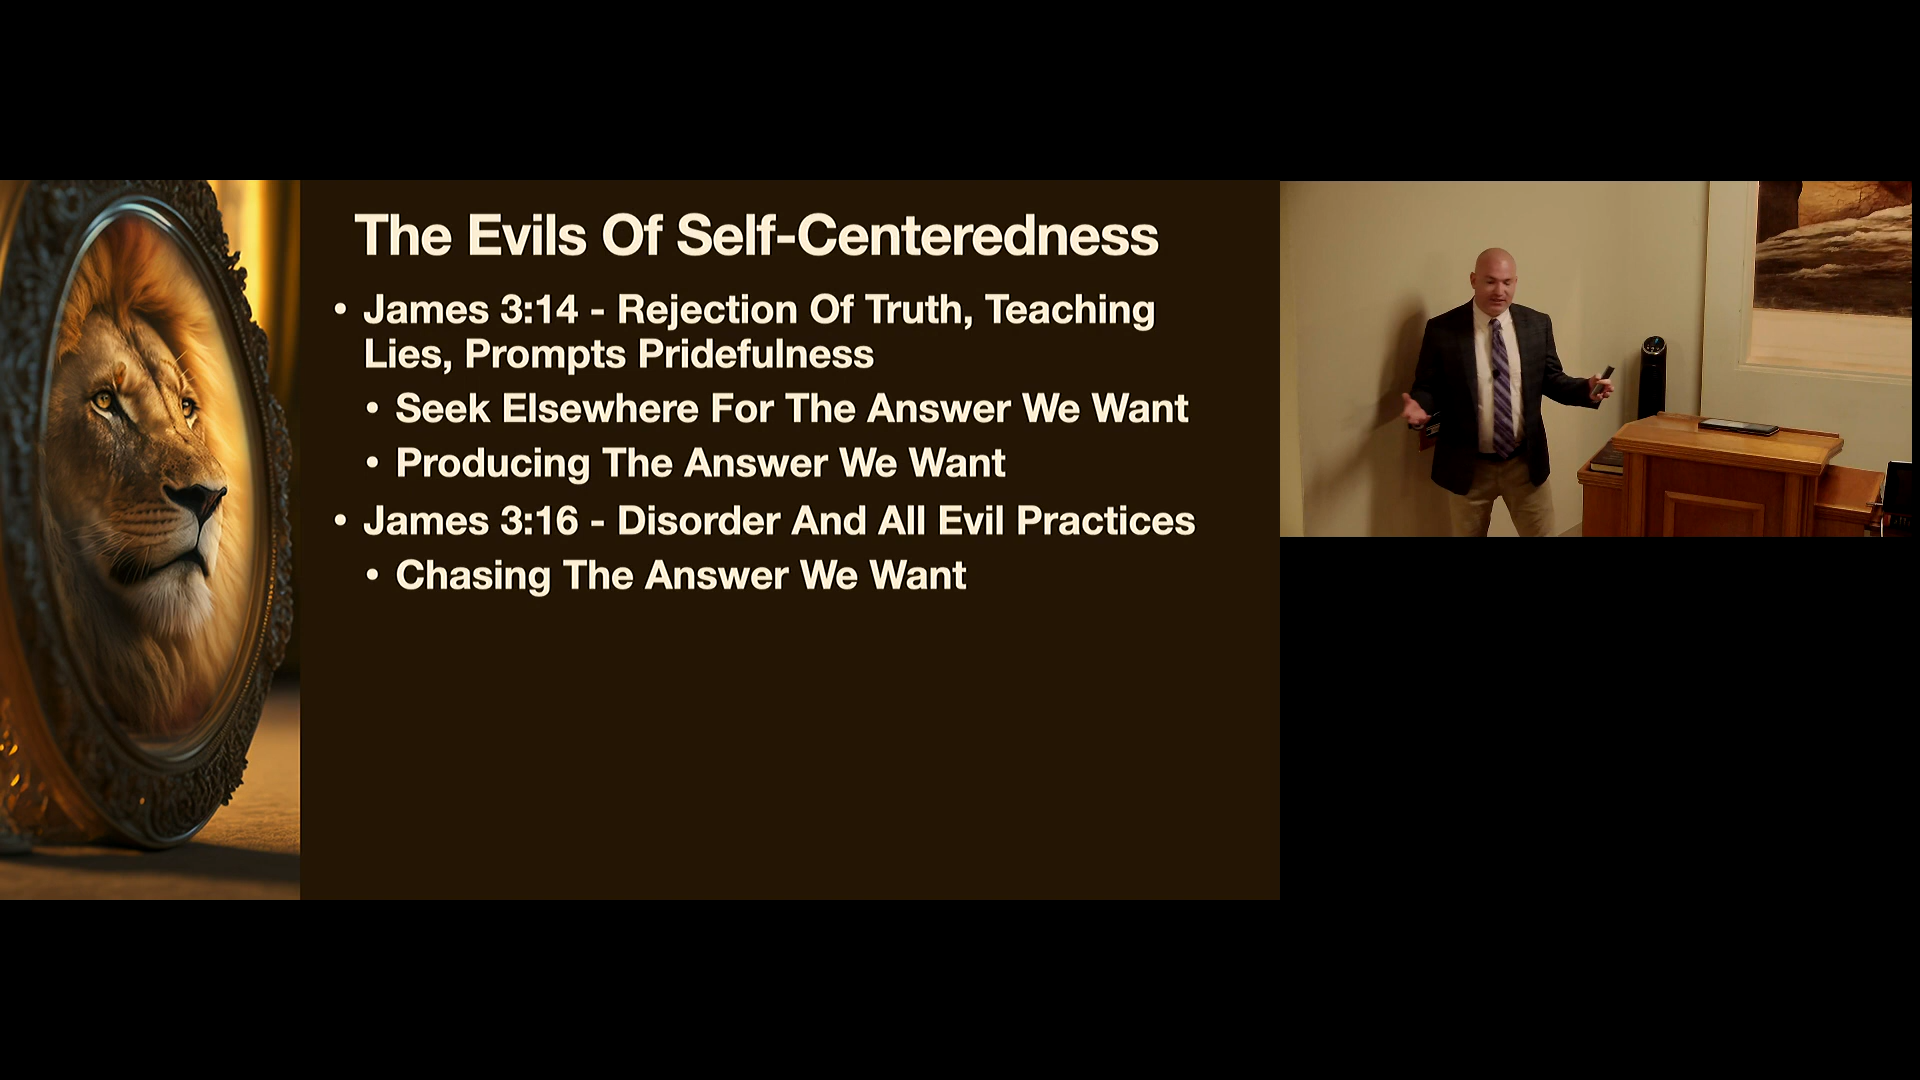 The Evils Of Self-Centeredness
• James 3:14 - Rejection Of Truth, Teaching
Lies, Prompts Pridefulness
• Seek Elsewhere For The Answer We Want
• Producing The Answer We Want
• James 3:16 - Disorder And All Evil Practices
• Chasing The Answer We Want